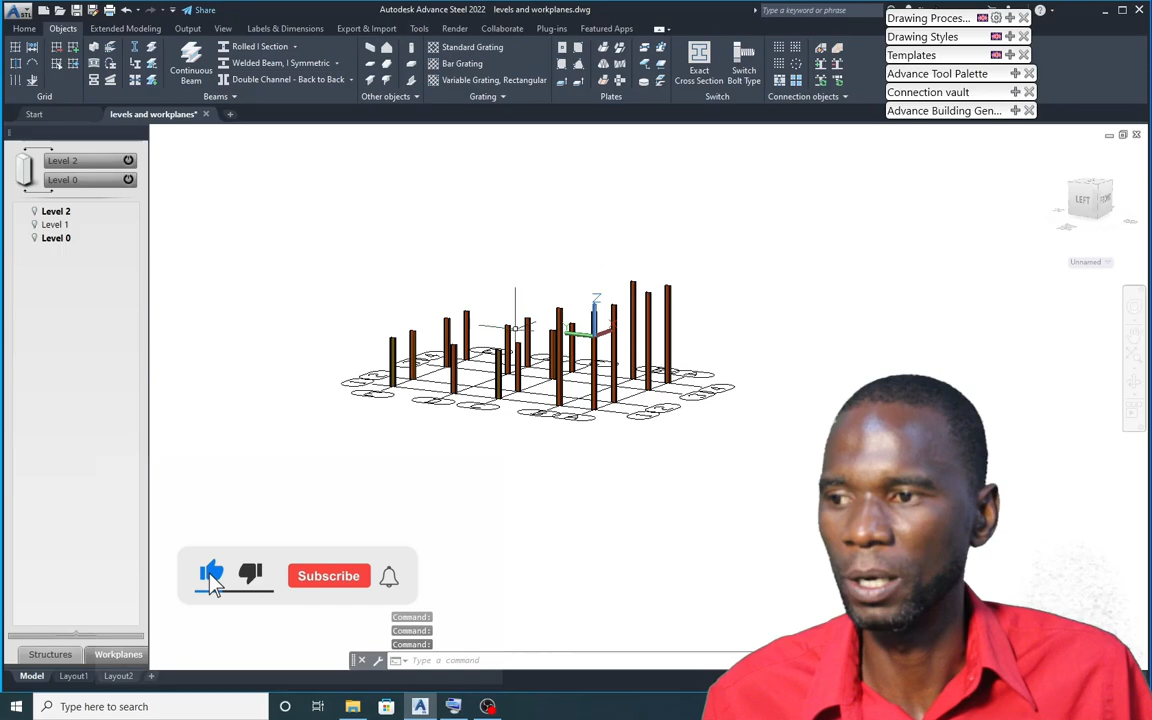 Share
Autodesk Advance Steel 2022 levels and workplanes.dwg
Type a keyword or phrase
STL
Home Objects Extended Modeling Output View Labels & Dimensions Export & Import Tools Render Collaborate Plug-ins Featured Apps
Drawing Proces...
Drawing Styles
Templates
Advance Tool Palette
Connection vault
Advance Building Gen...
Rolled I Section
Welded Beam, I Symmetric
Double Channel - Back to Back
Continuous
Beam
Standard Grating
Bar Grating
Variable Grating, Rectangular
Exact
Cross Section
Switch
Bolt Type
Grid Beams Other objects Grating Plates Switch Connection objects
Start levels and workplanes*
Level 2
Level 0
Level 2
Level 1
Level 0
LEFT FRONT
Unnamed
Z
Subscribe
Command:
Command:
Command:
Type a command
Structures Workplanes
Model Layout1 Layout2
Type here to search